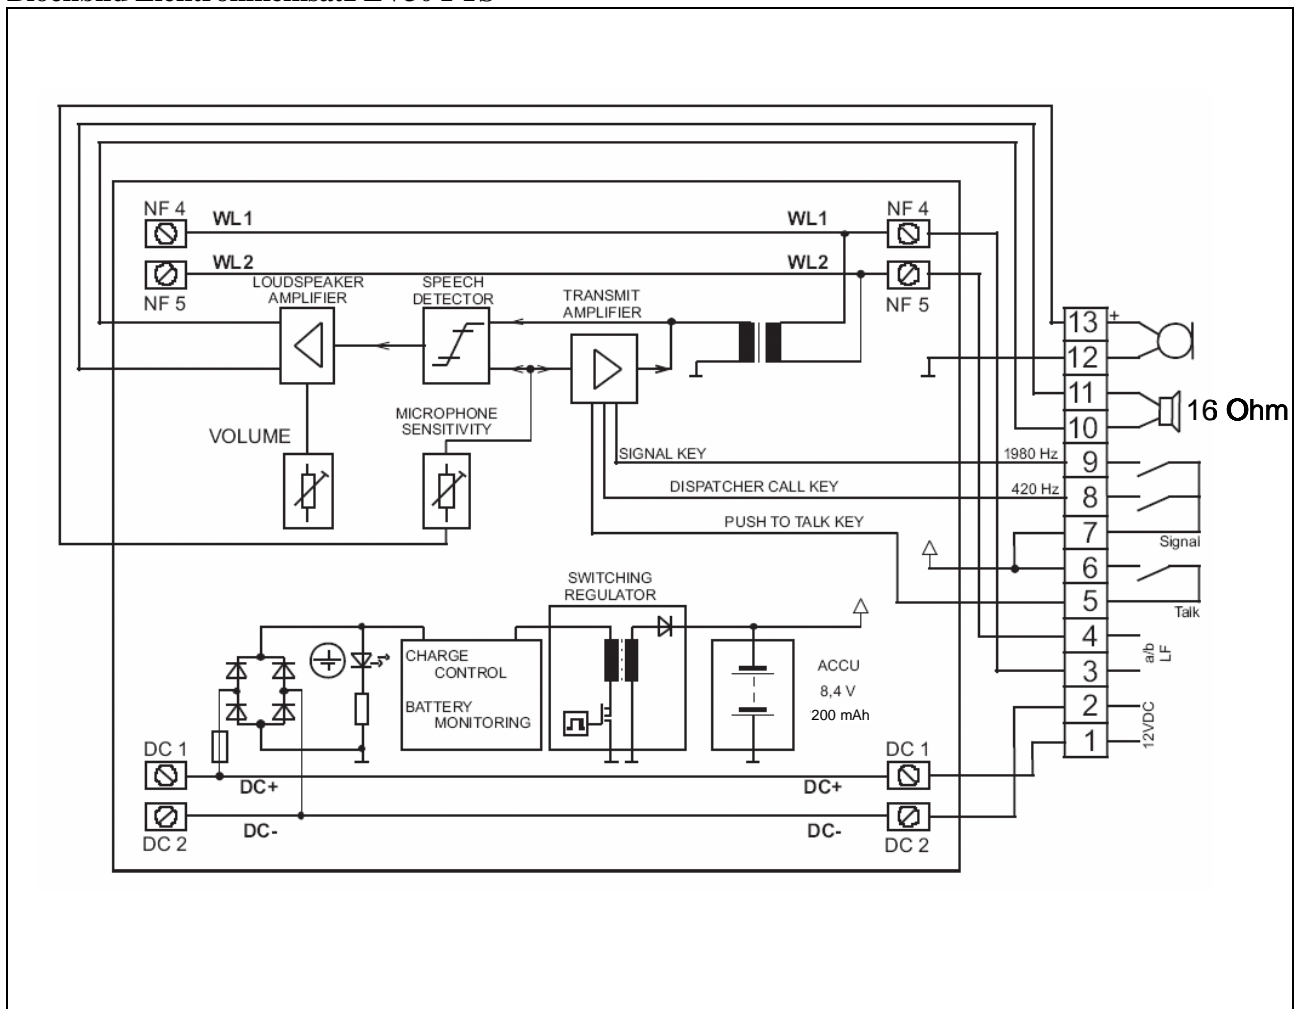 NF 4
WL1
WL1
NF 4
WL2
WL2
NF 5
NF 5
LOUDSPEAKER
AMPLIFIER
SPEECH
DETECTOR
TRANSMIT
AMPLIFIER
VOLUME
MICROPHONE
SENSITIVITY
SIGNAL KEY
1980 Hz
DISPATCHER CALL KEY
420 Hz
PUSH TO TALK KEY
13
+
12
11
16 Ohm
10
9
8
7
Signal
6
5
Talk
4
a/b
LF
3
2
12VDC
1
SWITCHING
REGULATOR
CHARGE
CONTROL
BATTERY
MONITORING
ACCU
8,4 V
200 mAh
DC 1
DC+
DC+
DC 1
DC-
DC-
DC 2
DC 2